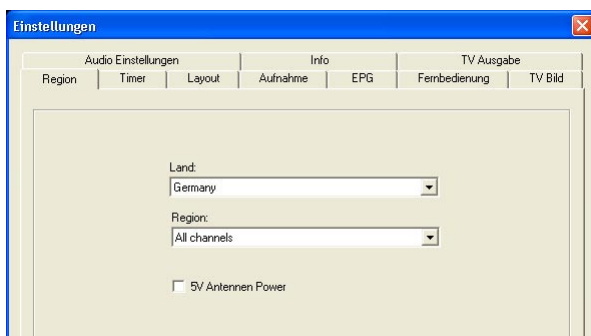 Einstellungen
Audio Einstellungen Info TV Ausgabe
Region Timer Layout Aufnahme EPG Fernbedienung TV Bild
Land:
Germany
Region:
All channels
5V Antennen Power